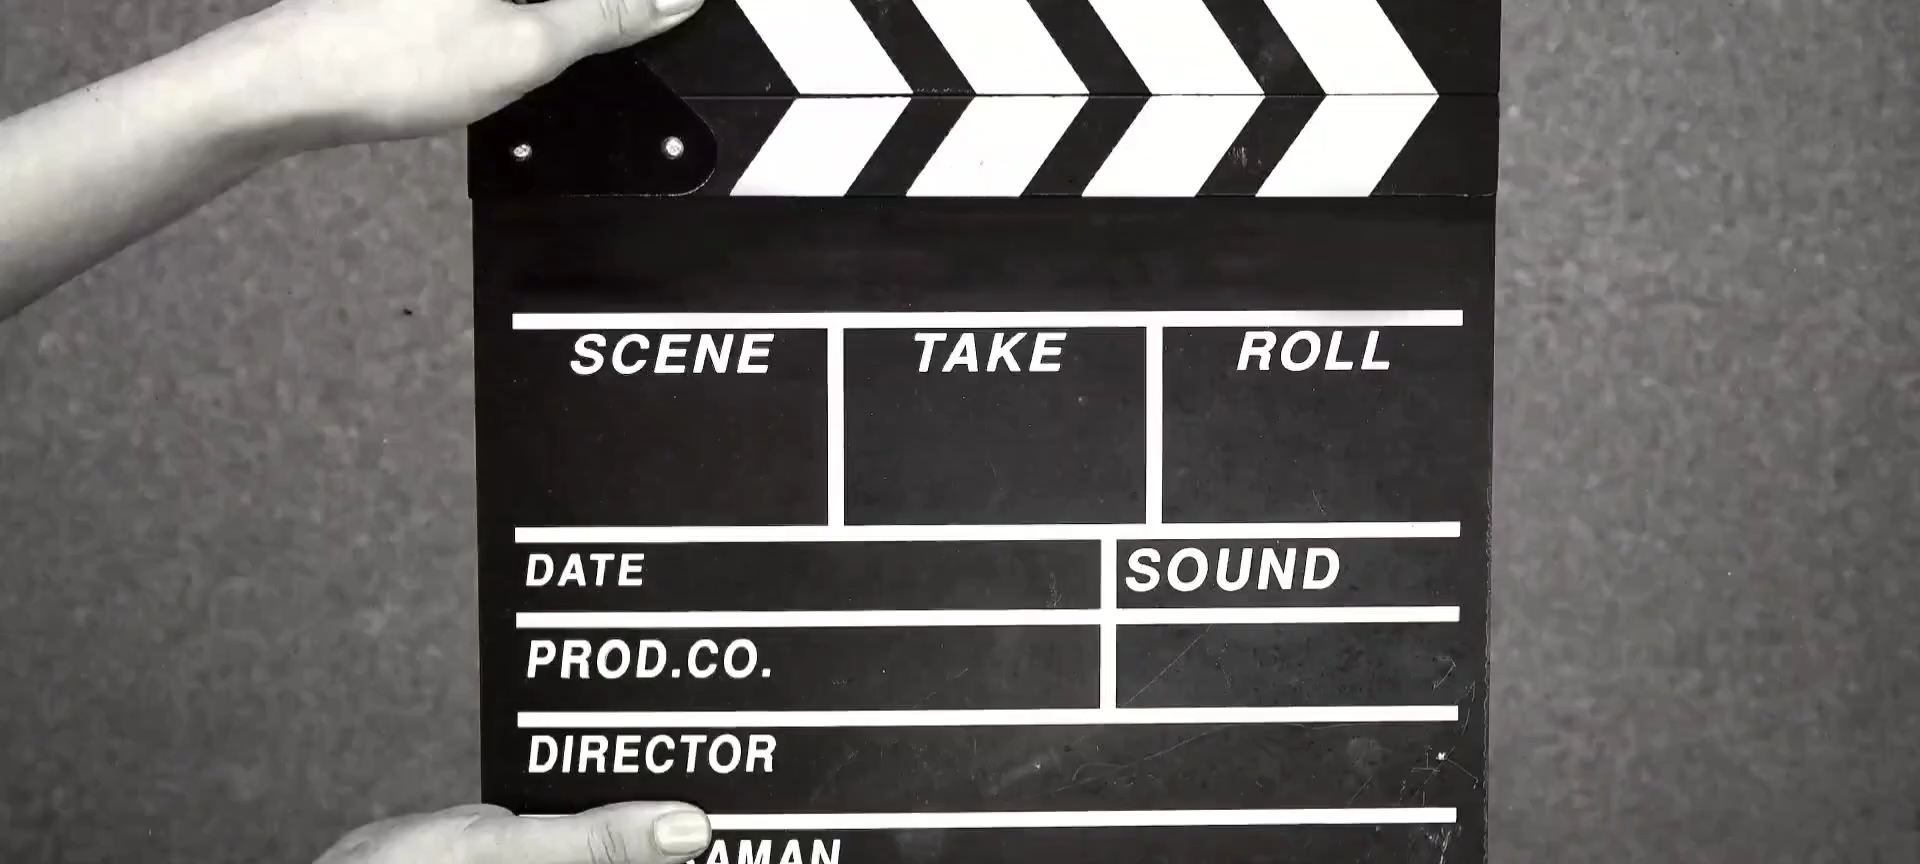 SCENE TAKE ROLL
DATE SOUND
PROD.CO.
DIRECTOR